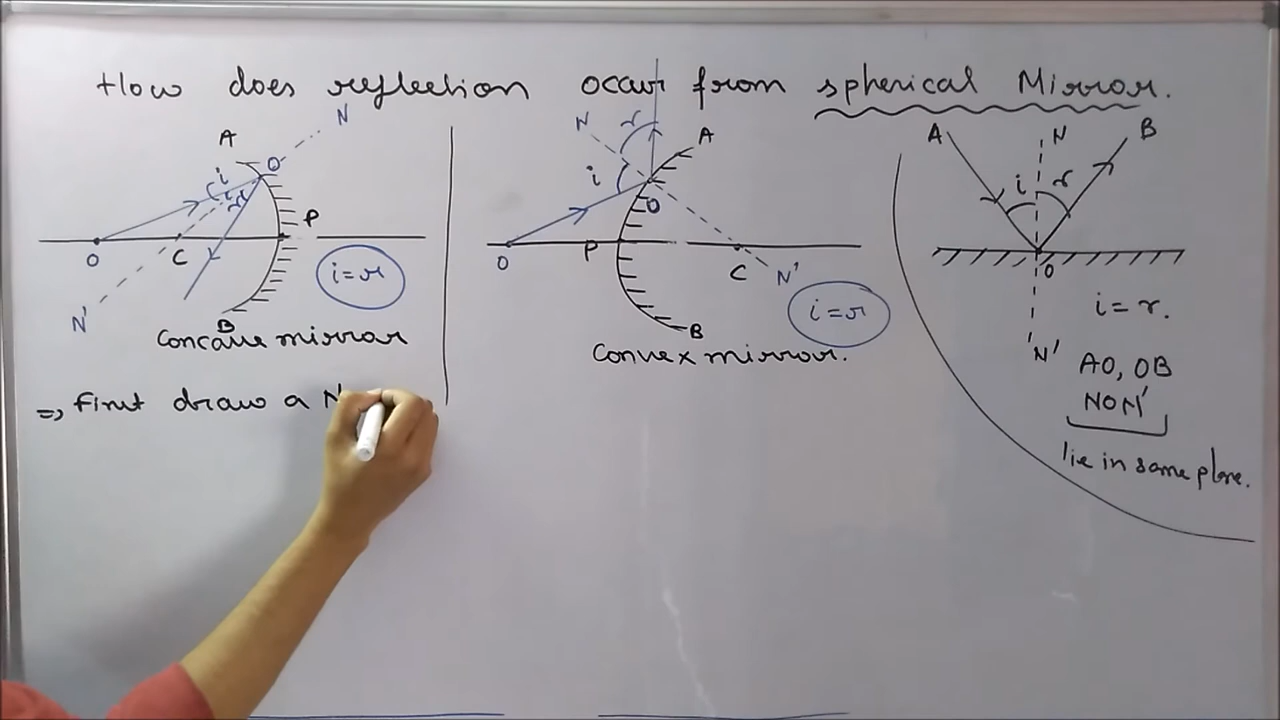 How does reflection occur from spherical Mirror.
N
A
O
i
i
r
P
O
C
N'
B
i=r
Concave mirror
N
r
A
i
O
P
O
C
N'
B
i=r
Convex mirror.
A
N
B
i
r
O
N'
i=r.
AO, OB
NON'
lie in same plane.
=> First draw a N